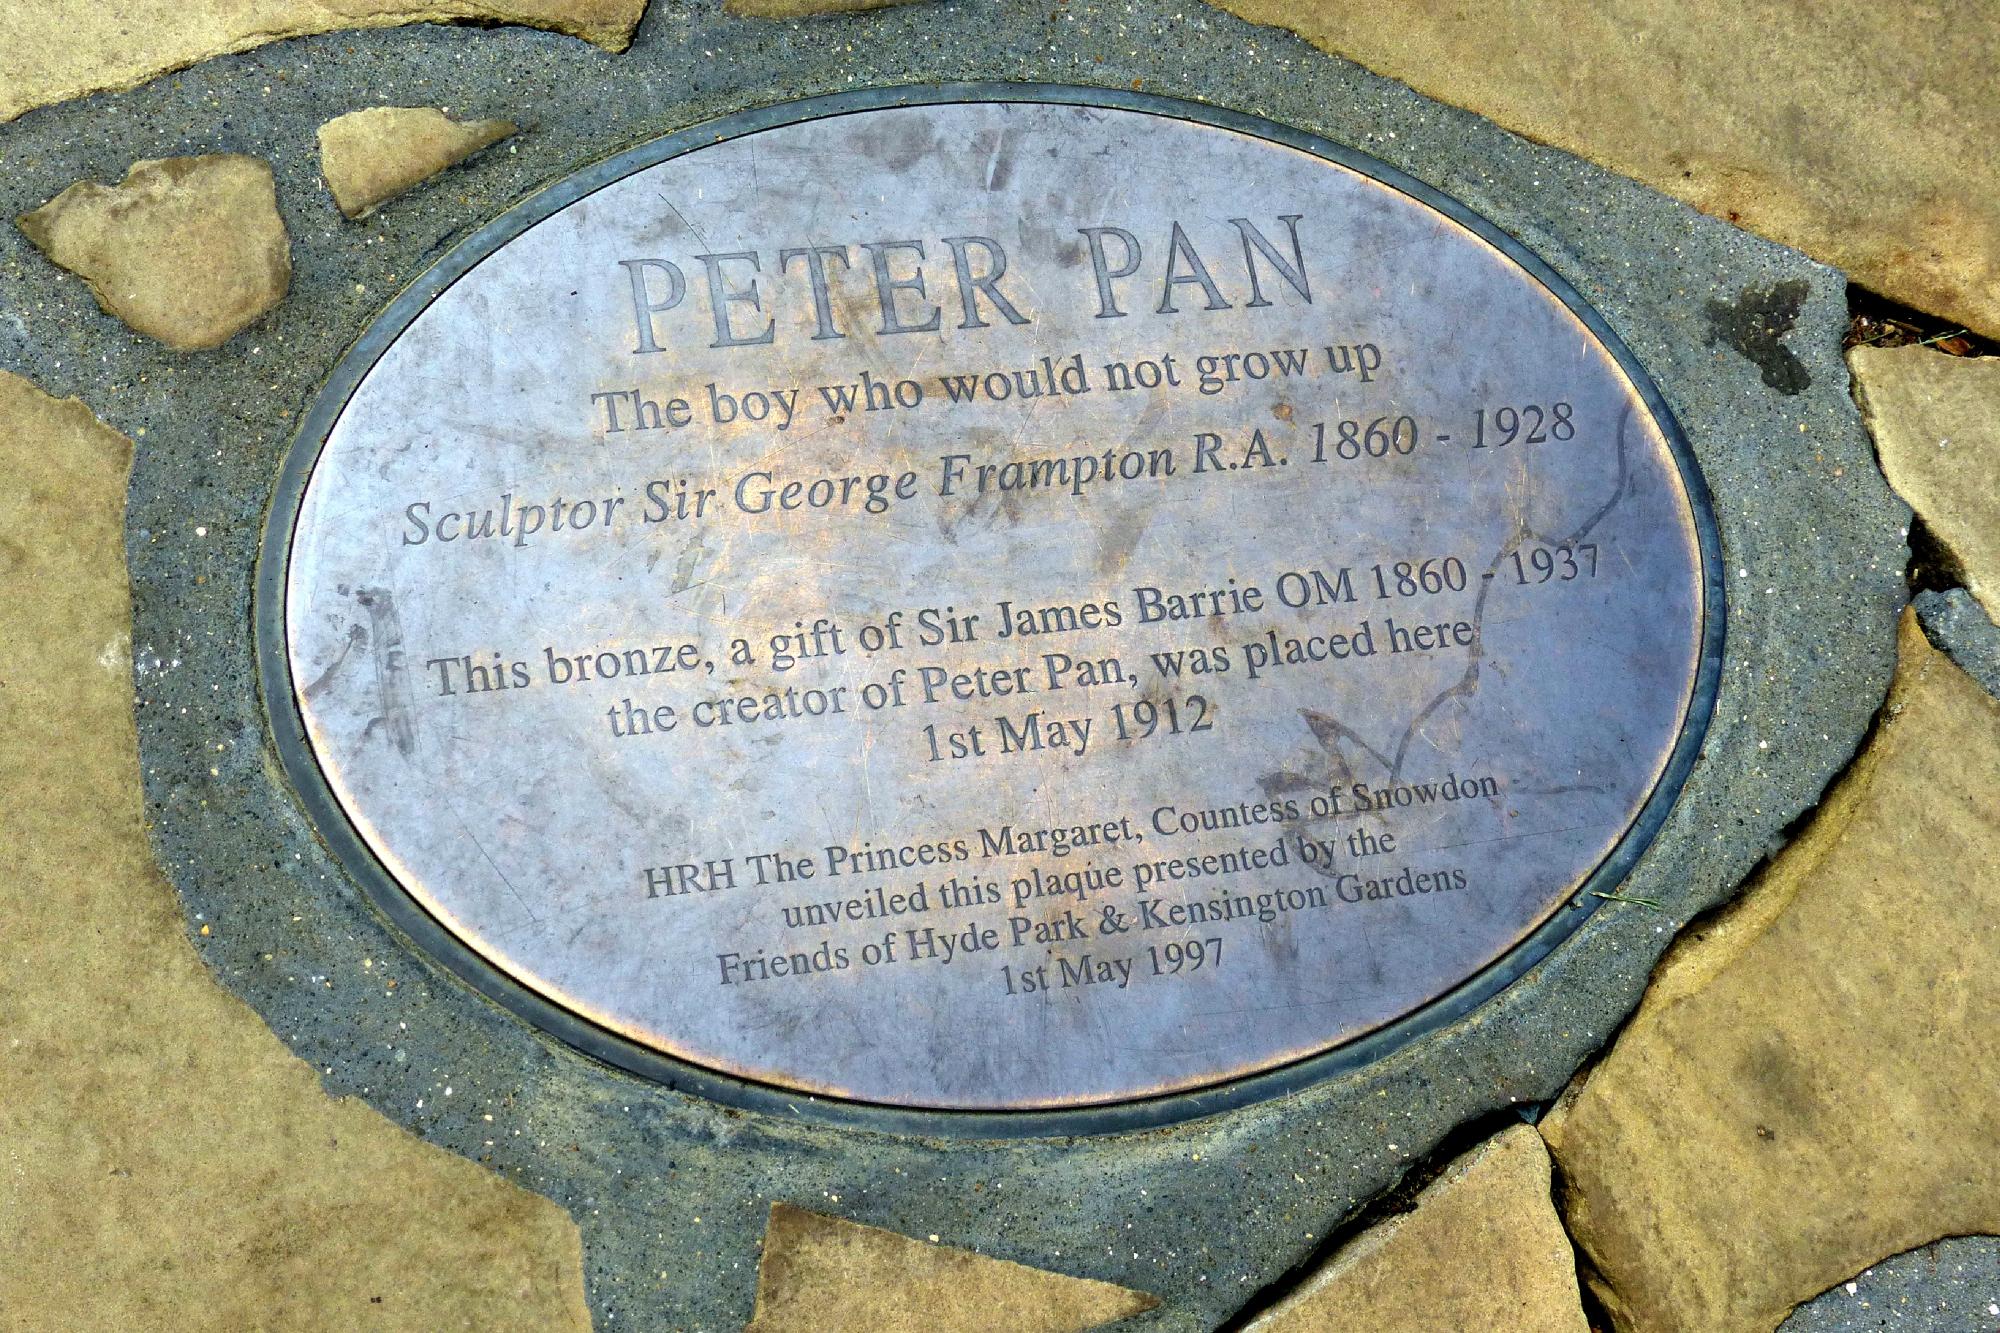 PETER PAN
The boy who would not grow up
Sculptor Sir George Frampton R.A. 1860 - 1928
This bronze, a gift of Sir James Barrie OM 1860 - 1937
the creator of Peter Pan, was placed here
1st May 1912
HRH The Princess Margaret, Countess of Snowdon
unveiled this plaque presented by the
Friends of Hyde Park & Kensington Gardens
1st May 1997